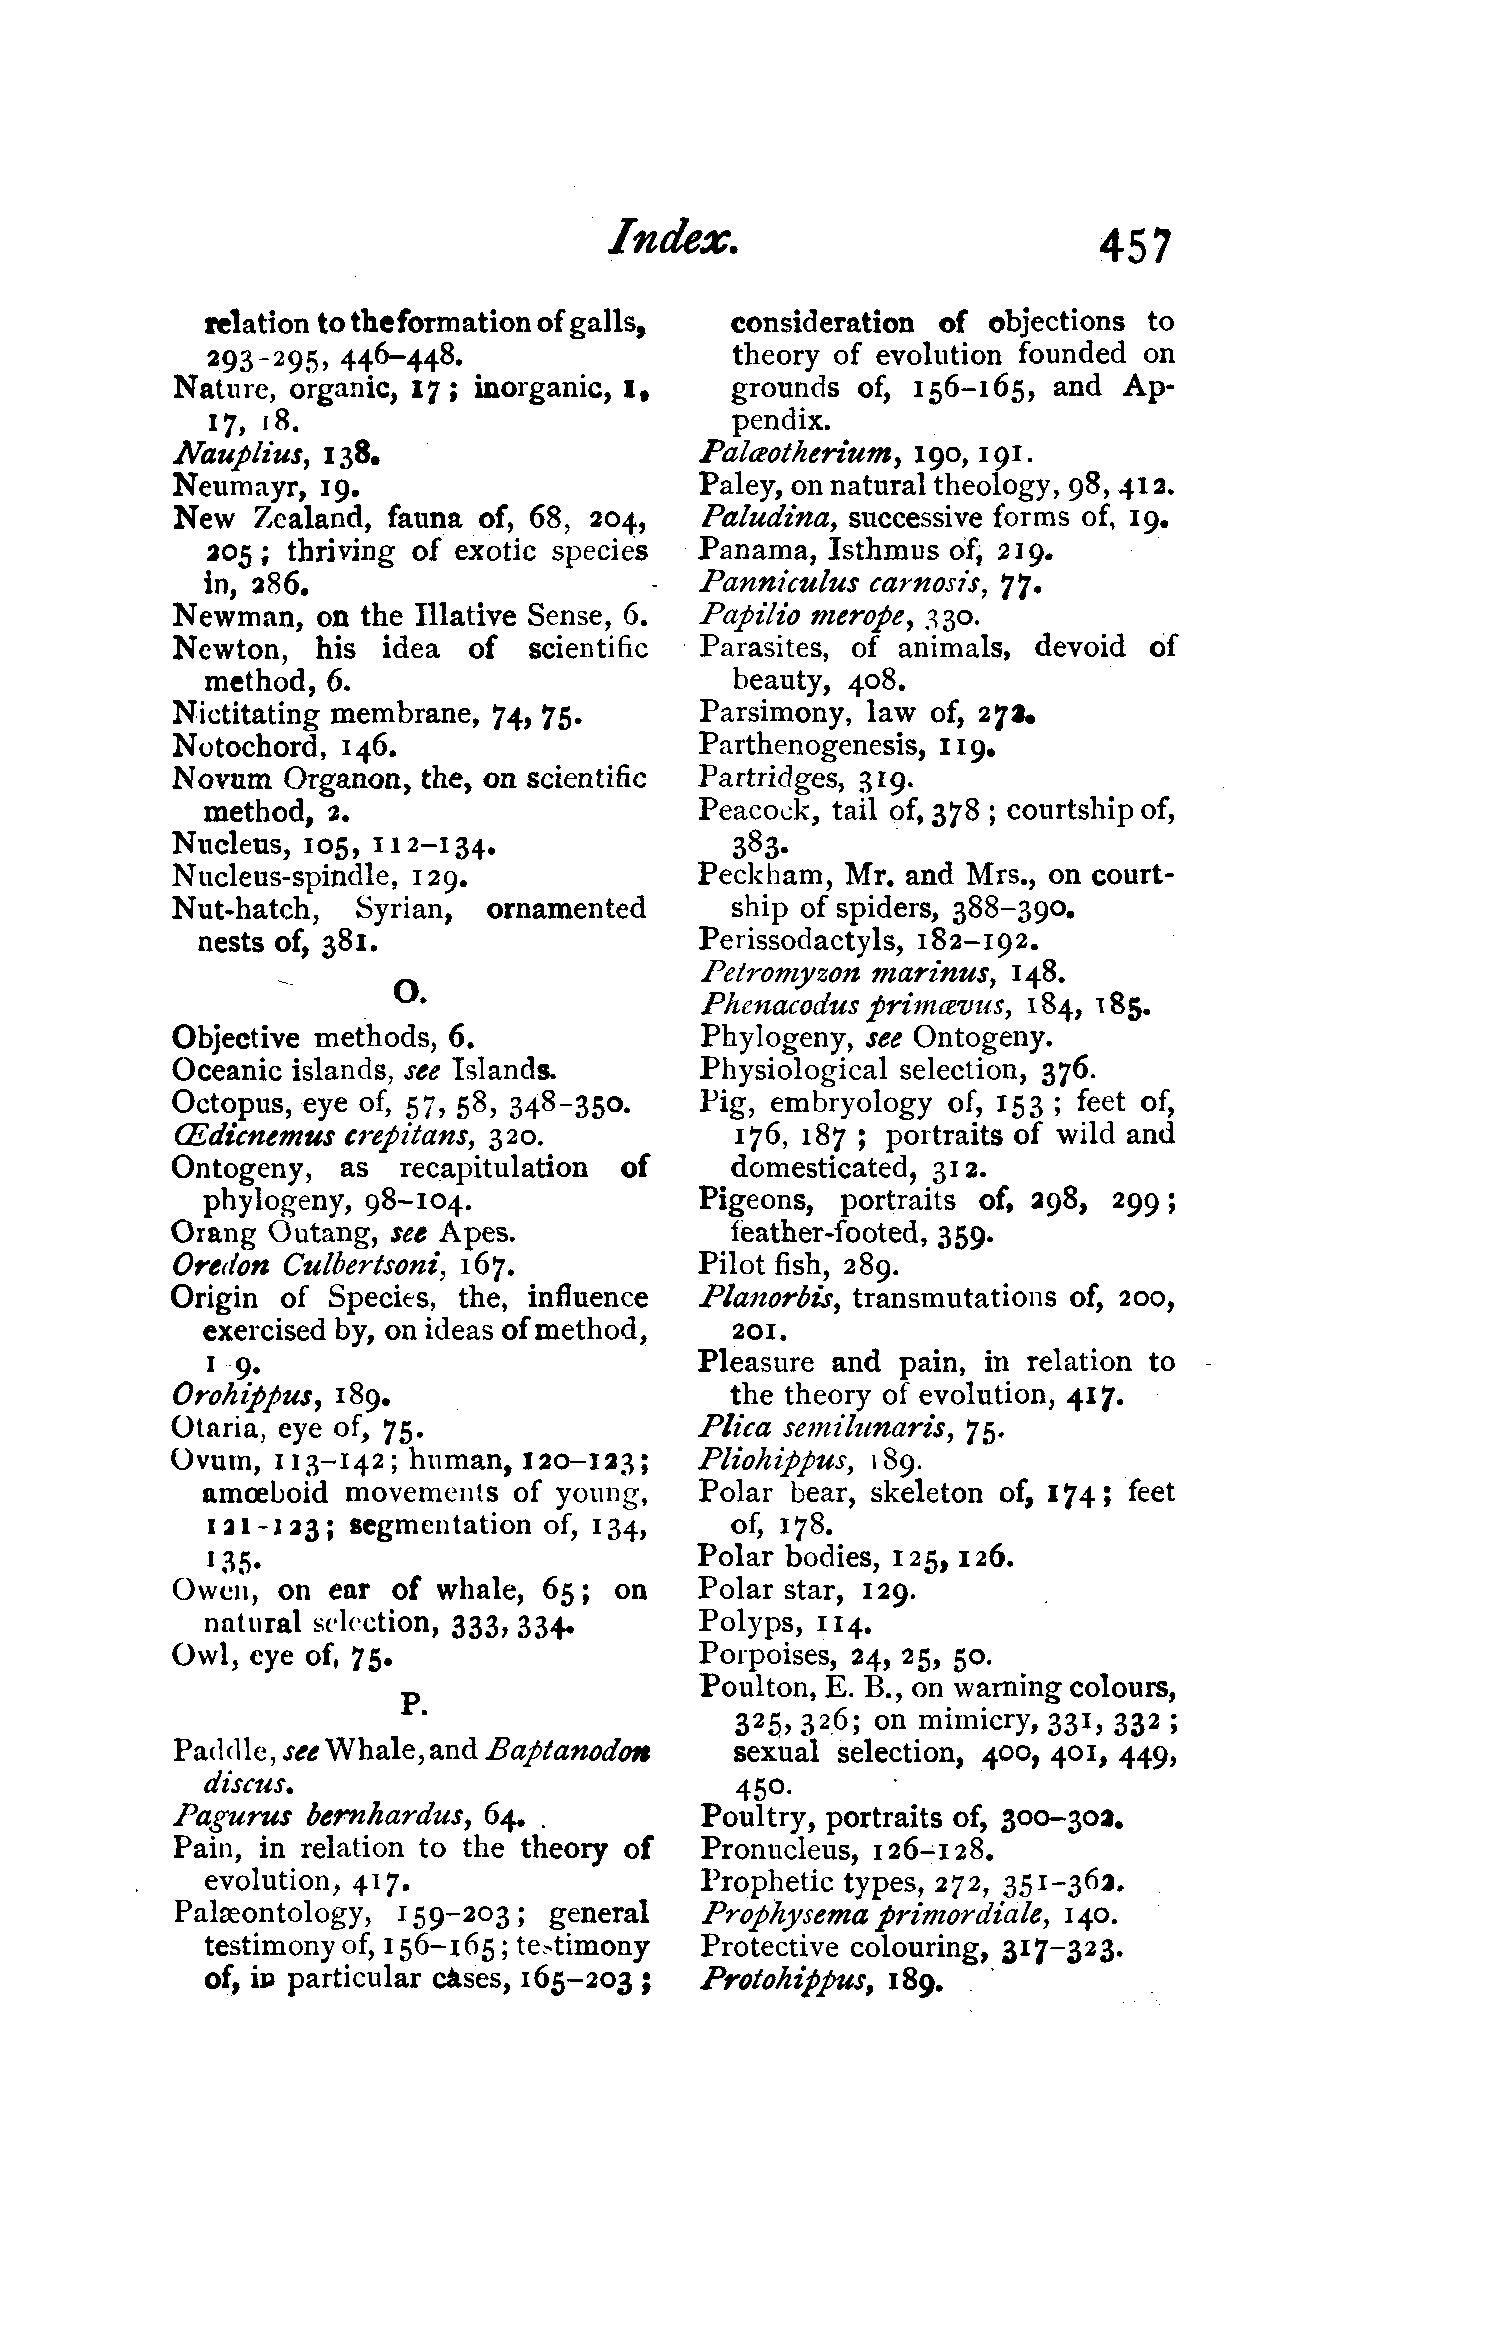 Index. 457
relation to the formation of galls,
293-295, 446–448.
Nature, organic, 17; inorganic, 1,
17, 18.
Nauplius, 138.
Neumayr, 19.
New Zealand, fauna of, 68, 204,
205; thriving of exotic species
in, 286.
Newman, on the Illative Sense, 6.
Newton, his idea of scientific
method, 6.
Nictitating membrane, 74, 75.
Notochord, 146.
Novum Organon, the, on scientific
method, 2.
Nucleus, 105, 112–134.
Nucleus-spindle, 129.
Nut-hatch, Syrian, ornamented
nests of, 381.
O.
Objective methods, 6.
Oceanic islands, see Islands.
Octopus, eye of, 57, 58, 348-350.
Œdicnemus crepitans, 320.
Ontogeny, as recapitulation of
phylogeny, 98–104.
Orang Outang, see Apes.
Oredon Culbertsoni, 167.
Origin of Species, the, influence
exercised by, on ideas of method,
1-9.
Orohippus, 189.
Otaria, eye of, 75.
Ovum, 113–142; human, 120–123;
amœboid movements of young,
121-123; segmentation of, 134,
135.
Owen, on ear of whale, 65; on
natural selection, 333, 334.
Owl, eye of, 75.
P.
Paddle, see Whale, and Baptanodon
discus.
Pagurus bernhardus, 64.
Pain, in relation to the theory of
evolution, 417.
Palæontology, 159–203; general
testimony of, 156–165; testimony
of, in particular cases, 165–203;
consideration of objections to
theory of evolution founded on
grounds of, 156–165, and Ap-
pendix.
Palæotherium, 190, 191.
Paley, on natural theology, 98, 412.
Paludina, successive forms of, 19.
Panama, Isthmus of, 219.
Panniculus carnosis, 77.
Papilio merope, 330.
Parasites, of animals, devoid of
beauty, 408.
Parsimony, law of, 272.
Parthenogenesis, 119.
Partridges, 319.
Peacock, tail of, 378; courtship of,
383.
Peckham, Mr. and Mrs., on court-
ship of spiders, 388–390.
Perissodactyls, 182–192.
Petromyzon marinus, 148.
Phenacodus primævus, 184, 185.
Phylogeny, see Ontogeny.
Physiological selection, 376.
Pig, embryology of, 153; feet of,
176, 187; portraits of wild and
domesticated, 312.
Pigeons, portraits of, 298, 299;
feather-footed, 359.
Pilot fish, 289.
Planorbis, transmutations of, 200,
201.
Pleasure and pain, in relation to
the theory of evolution, 417.
Plica semilunaris, 75.
Pliohippus, 189.
Polar bear, skeleton of, 174; feet
of, 178.
Polar bodies, 125, 126.
Polar star, 129.
Polyps, 114.
Porpoises, 24, 25, 50.
Poulton, E. B., on warning colours,
325, 326; on mimicry, 331, 332;
sexual selection, 400, 401, 449,
450.
Poultry, portraits of, 300–302.
Pronucleus, 126–128.
Prophetic types, 272, 351–362.
Prophysema primordiale, 140.
Protective colouring, 317–323.
Protohippus, 189.